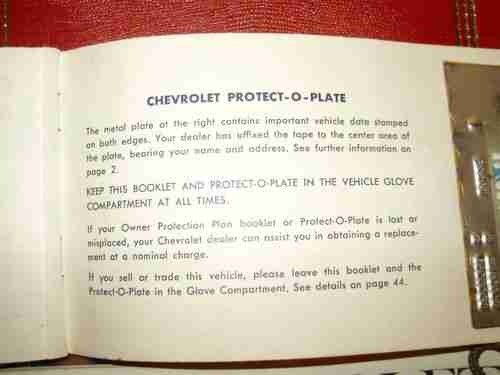 CHEVROLET PROTECT-O-PLATE
The metal plate at the right contains important vehicle data stamped
on both edges. Your dealer has affixed the tape to the center area of
the plate, bearing your name and address. See further information on
page 2.
KEEP THIS BOOKLET AND PROTECT-O-PLATE IN THE VEHICLE GLOVE
COMPARTMENT AT ALL TIMES.
If your Owner Protection Plan booklet or Protect-O-Plate is lost or
misplaced, your Chevrolet dealer can assist you in obtaining a replace-
ment at a nominal charge.
If you sell or trade this vehicle, please leave this booklet and the
Protect-O-Plate in the Glove Compartment. See details on page 44.